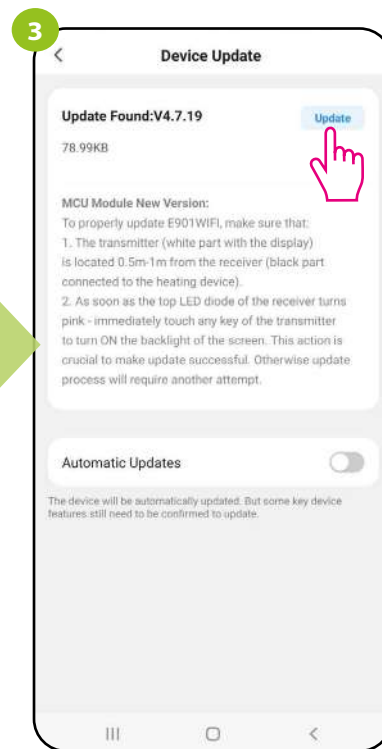 3
Device Update
Update Found:V4.7.19
Update
78.99KB
MCU Module New Version:
To properly update E901WIFI, make sure that:
1. The transmitter (white part with the display)
is located 0.5m-1m from the receiver (black part
connected to the heating device).
2. As soon as the top LED diode of the receiver turns
pink - immediately touch any key of the transmitter
to turn ON the backlight of the screen. This action is
crucial to make update successful. Otherwise update
process will require another attempt.
Automatic Updates
The device will be automatically updated. But some key device
features still need to be confirmed to update.